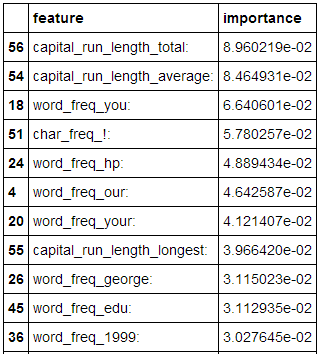 feature importance
56 capital_run_length_total: 8.960219e-02
54 capital_run_length_average: 8.464931e-02
18 word_freq_you: 6.640601e-02
51 char_freq_!: 5.780257e-02
24 word_freq_hp: 4.889434e-02
4 word_freq_our: 4.642587e-02
20 word_freq_your: 4.121407e-02
55 capital_run_length_longest: 3.966420e-02
26 word_freq_george: 3.115023e-02
45 word_freq_edu: 3.112935e-02
36 word_freq_1999: 3.027645e-02